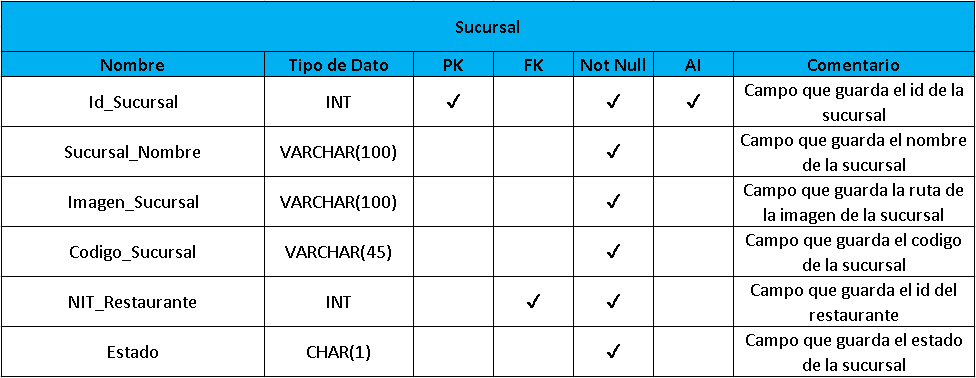 Sucursal
Nombre Tipo de Dato PK FK Not Null AI Comentario
Id_Sucursal INT ✓ ✓ ✓ Campo que guarda el id de la
sucursal
Sucursal_Nombre VARCHAR(100) ✓ Campo que guarda el nombre
de la sucursal
Imagen_Sucursal VARCHAR(100) ✓ Campo que guarda la ruta de
la imagen de la sucursal
Codigo_Sucursal VARCHAR(45) ✓ Campo que guarda el codigo
de la sucursal
NIT_Restaurante INT ✓ ✓ Campo que guarda el id del
restaurante
Estado CHAR(1) ✓ Campo que guarda el estado
de la sucursal